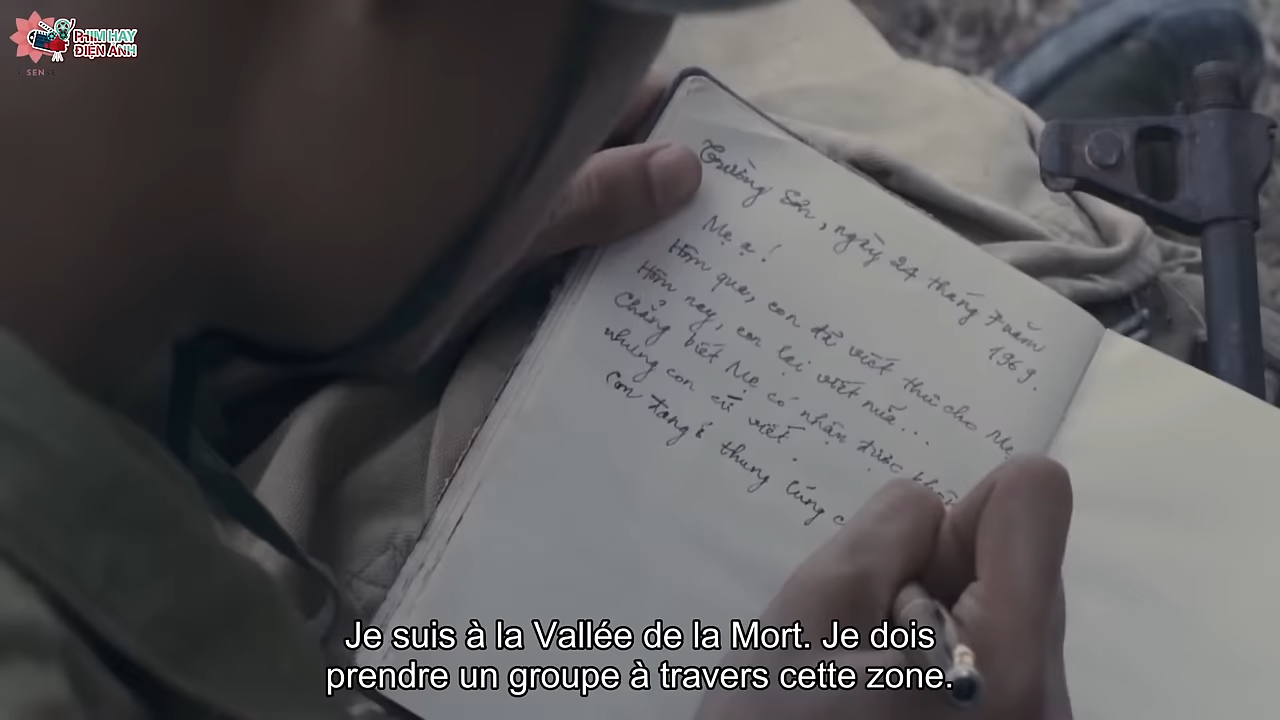 PHIM HAY
ĐIỆN ẢNH
SEN
Trường Sơn, ngày 24 tháng 7 năm
1969.
Mẹ ạ!
Hôm qua, con đã viết thư cho Mẹ
Hôm nay, con lại viết nữa...
Chẳng biết Mẹ có nhận được
nhưng con cứ viết.
Con đang ở thung lũng c
Je suis à la Vallée de la Mort. Je dois
prendre un groupe à travers cette zone.